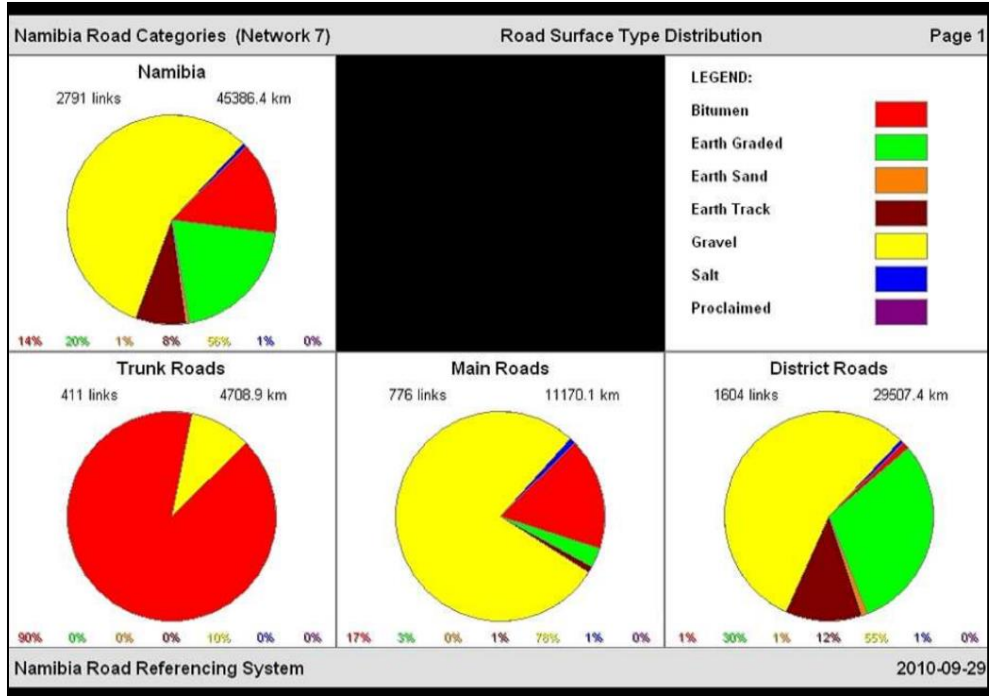 Namibia Road Categories (Network 7) Road Surface Type Distribution Page 1
Namibia
2791 links 45386.4 km
14% 20% 1% 8% 56% 1% 0%
LEGEND:
Bitumen
Earth Graded
Earth Sand
Earth Track
Gravel
Salt
Proclaimed
Trunk Roads
411 links 4708.9 km
90% 0% 0% 0% 10% 0% 0%
Main Roads
776 links 11170.1 km
17% 3% 0% 1% 78% 1% 0%
District Roads
1604 links 29507.4 km
1% 30% 1% 12% 55% 1% 0%
Namibia Road Referencing System 2010-09-29